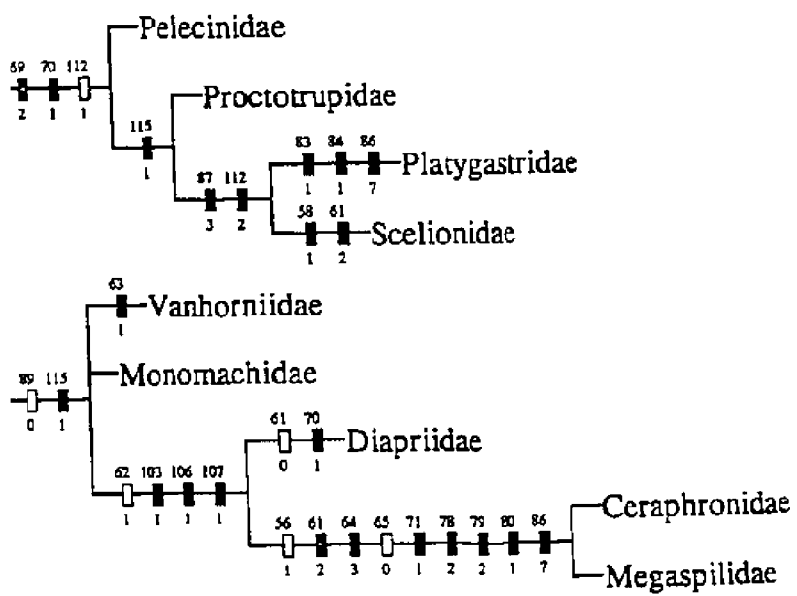 Pelecinidae
69 70 112
2 1 1
Proctotrupidae
115
1
83 84 86
Platygastridae
1 1 7
87 112
3 2
58 61
Scelionidae
1 2
63
Vanhorniidae
1
Monomachidae
89 115
0 1
61 70
Diapriidae
0 1
62 103 106 107
1 1 1 1
Ceraphronidae
56 61 64 65 71 78 79 80 86
1 2 3 0 1 2 2 1 7
Megaspilidae